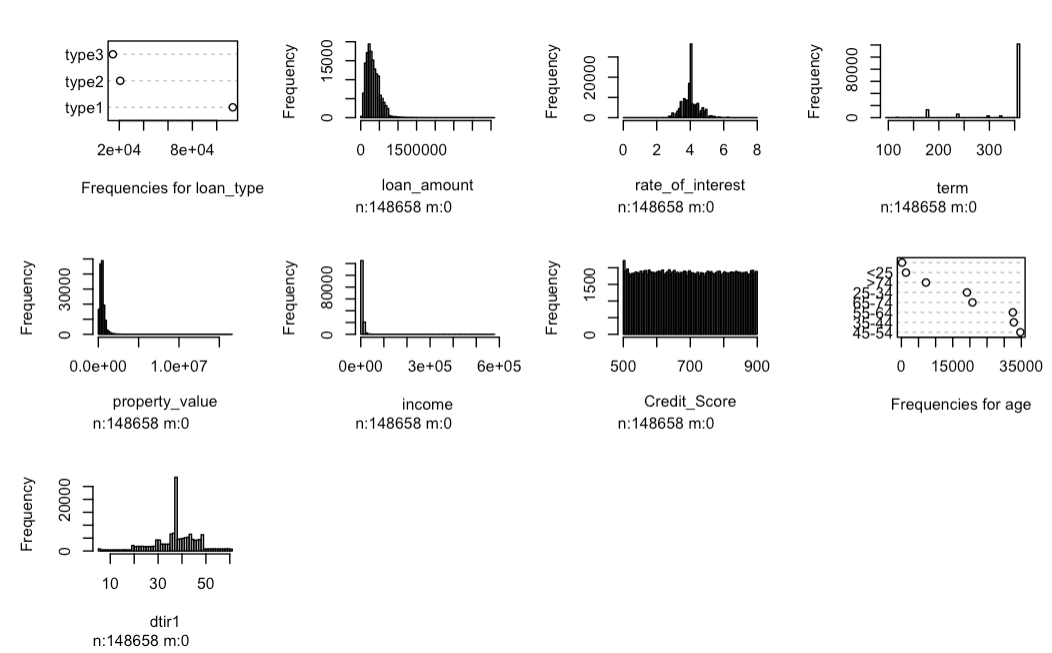 type3
type2
type1
2e+04 8e+04
Frequencies for loan_type
Frequency
0 15000
0 1500000
loan_amount
n:148658 m:0
Frequency
0 20000
0 2 4 6 8
rate_of_interest
n:148658 m:0
Frequency
0 80000
100 200 300
term
n:148658 m:0
Frequency
0 30000
0.0e+00 1.0e+07
property_value
n:148658 m:0
Frequency
0 80000
0e+00 3e+05 6e+05
income
n:148658 m:0
Frequency
0 1500
500 700 900
Credit_Score
n:148658 m:0
<25
>74
25-34
65-74
55-64
35-44
45-54
0 15000 35000
Frequencies for age
Frequency
0 20000
10 30 50
dtir1
n:148658 m:0